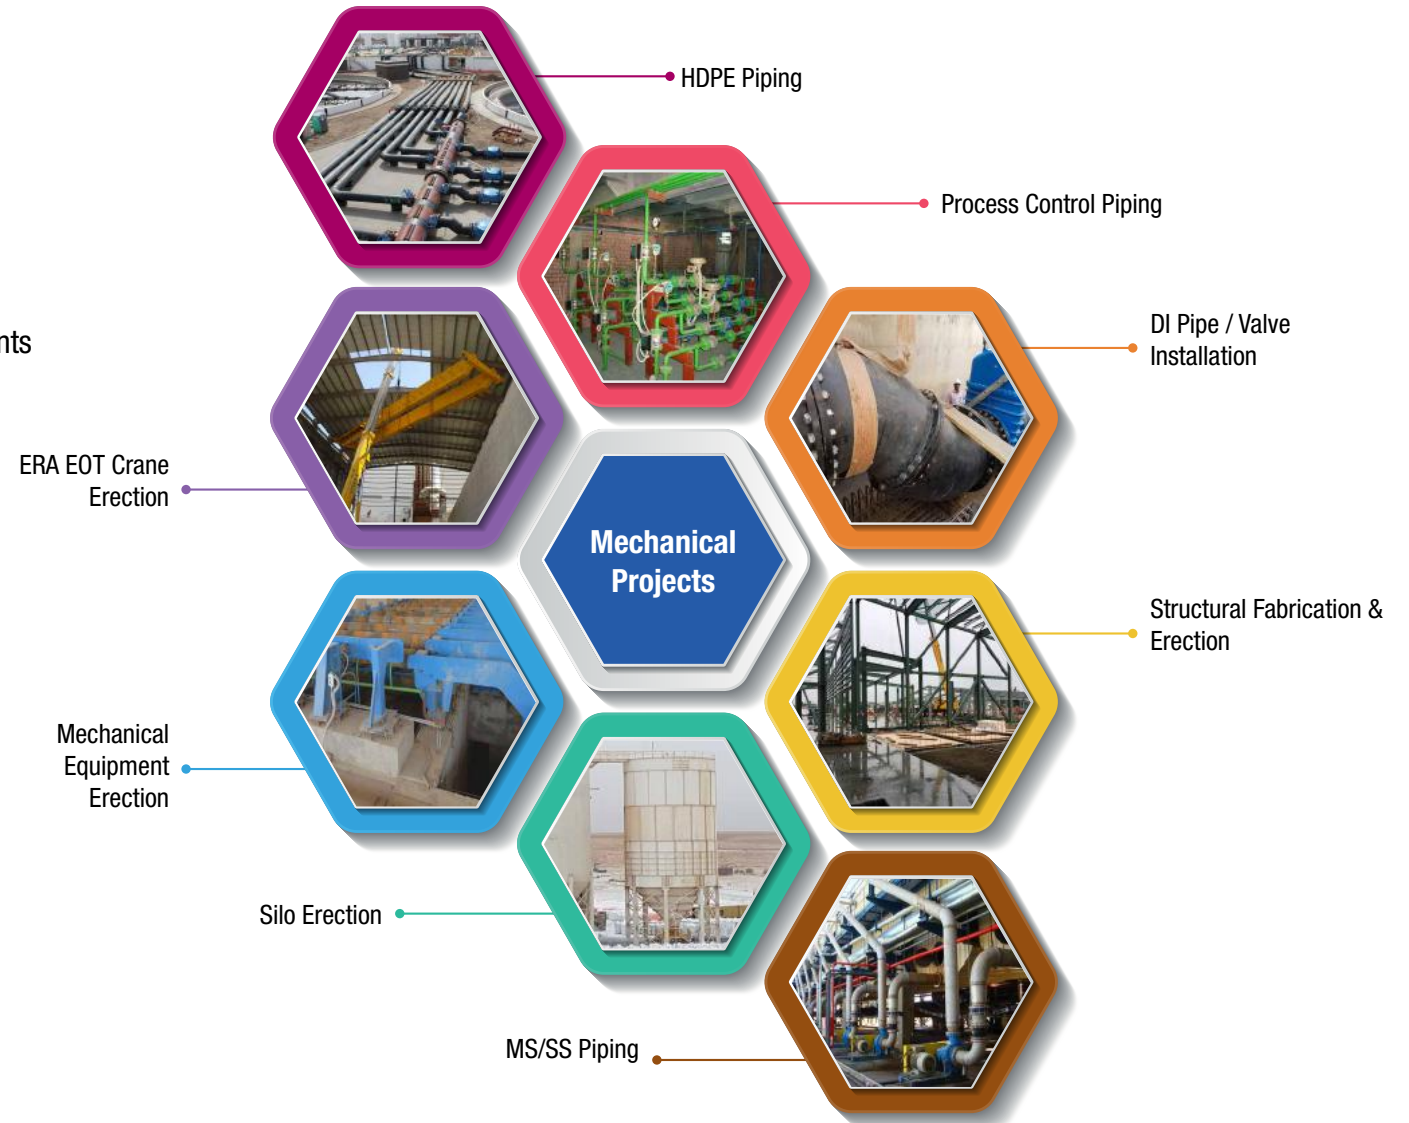 HDPE Piping
Process Control Piping
DI Pipe / Valve
Installation
nts
ERA EOT Crane
Erection
Mechanical
Projects
Structural Fabrication &
Erection
Mechanical
Equipment
Erection
Silo Erection
MS/SS Piping